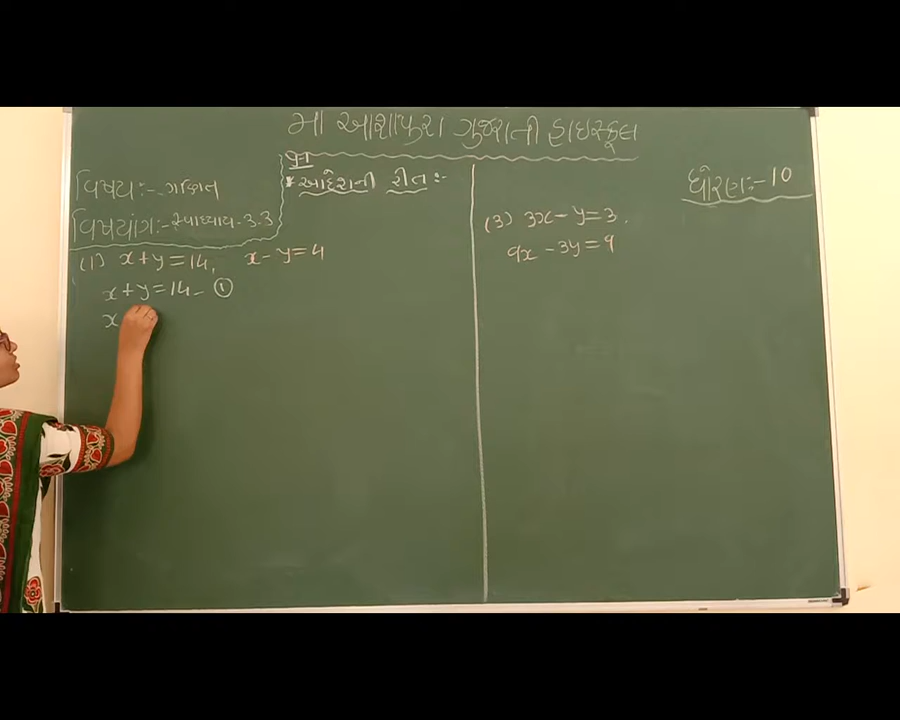 માં આશાપુરા ગુજરાતી હાઇસ્કૂલ
વિષય:- ગણિત
વિષયાંગ:- સ્વાધ્યાય-3.3
ધોરણ:-10
* આદેશની રીત :-
(1) x+y=14, x-y=4
x+y=14- ①
x
(3) 3x-y=3.
9x -3y=9